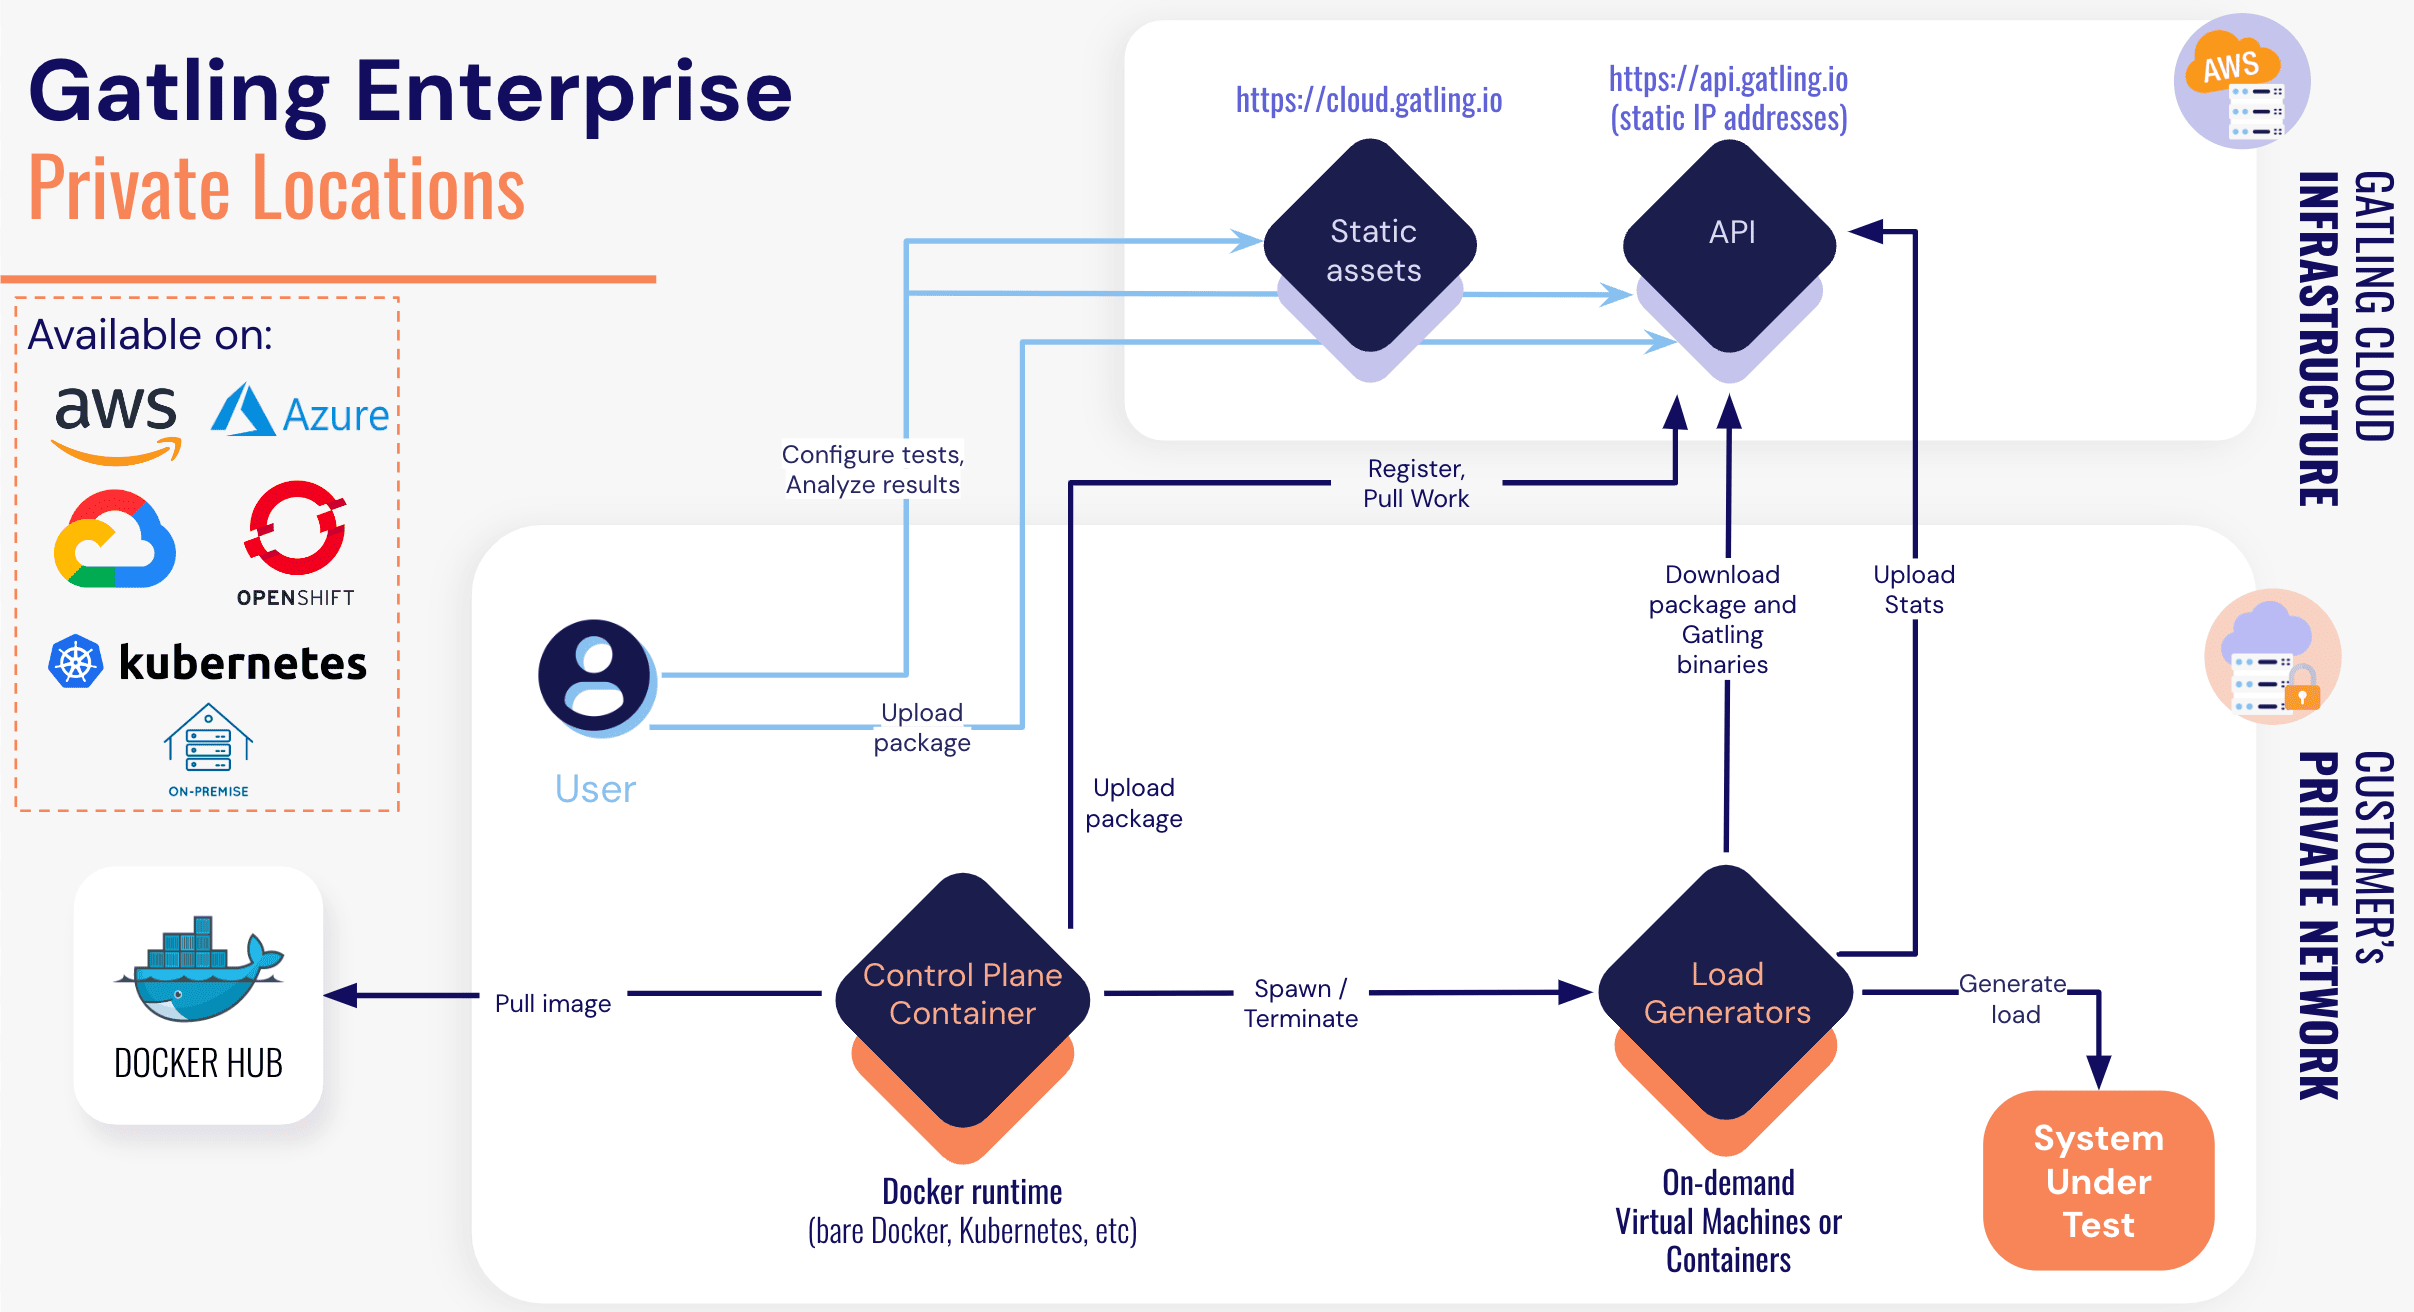 Gatling Enterprise
Private Locations
Available on:
aws
Azure
OPENSHIFT
kubernetes
ON-PREMISE
DOCKER HUB
https://cloud.gatling.io
https://api.gatling.io
(static IP addresses)
AWS
Static
assets
API
GATLING CLOUD
INFRASTRUCTURE
Configure tests,
Analyze results
Register,
Pull Work
Download
package and
Gatling
binaries
Upload
Stats
User
Upload
package
Upload
package
CUSTOMER's
PRIVATE NETWORK
Pull image
Control Plane
Container
Spawn /
Terminate
Load
Generators
Generate
load
Docker runtime
(bare Docker, Kubernetes, etc)
On-demand
Virtual Machines or
Containers
System
Under
Test